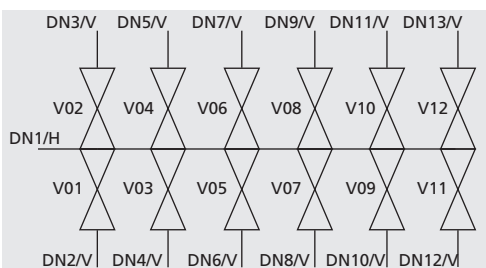 DN3/V DN5/V DN7/V DN9/V DN11/V DN13/V
V02 V04 V06 V08 V10 V12
DN1/H
V01 V03 V05 V07 V09 V11
DN2/V DN4/V DN6/V DN8/V DN10/V DN12/V